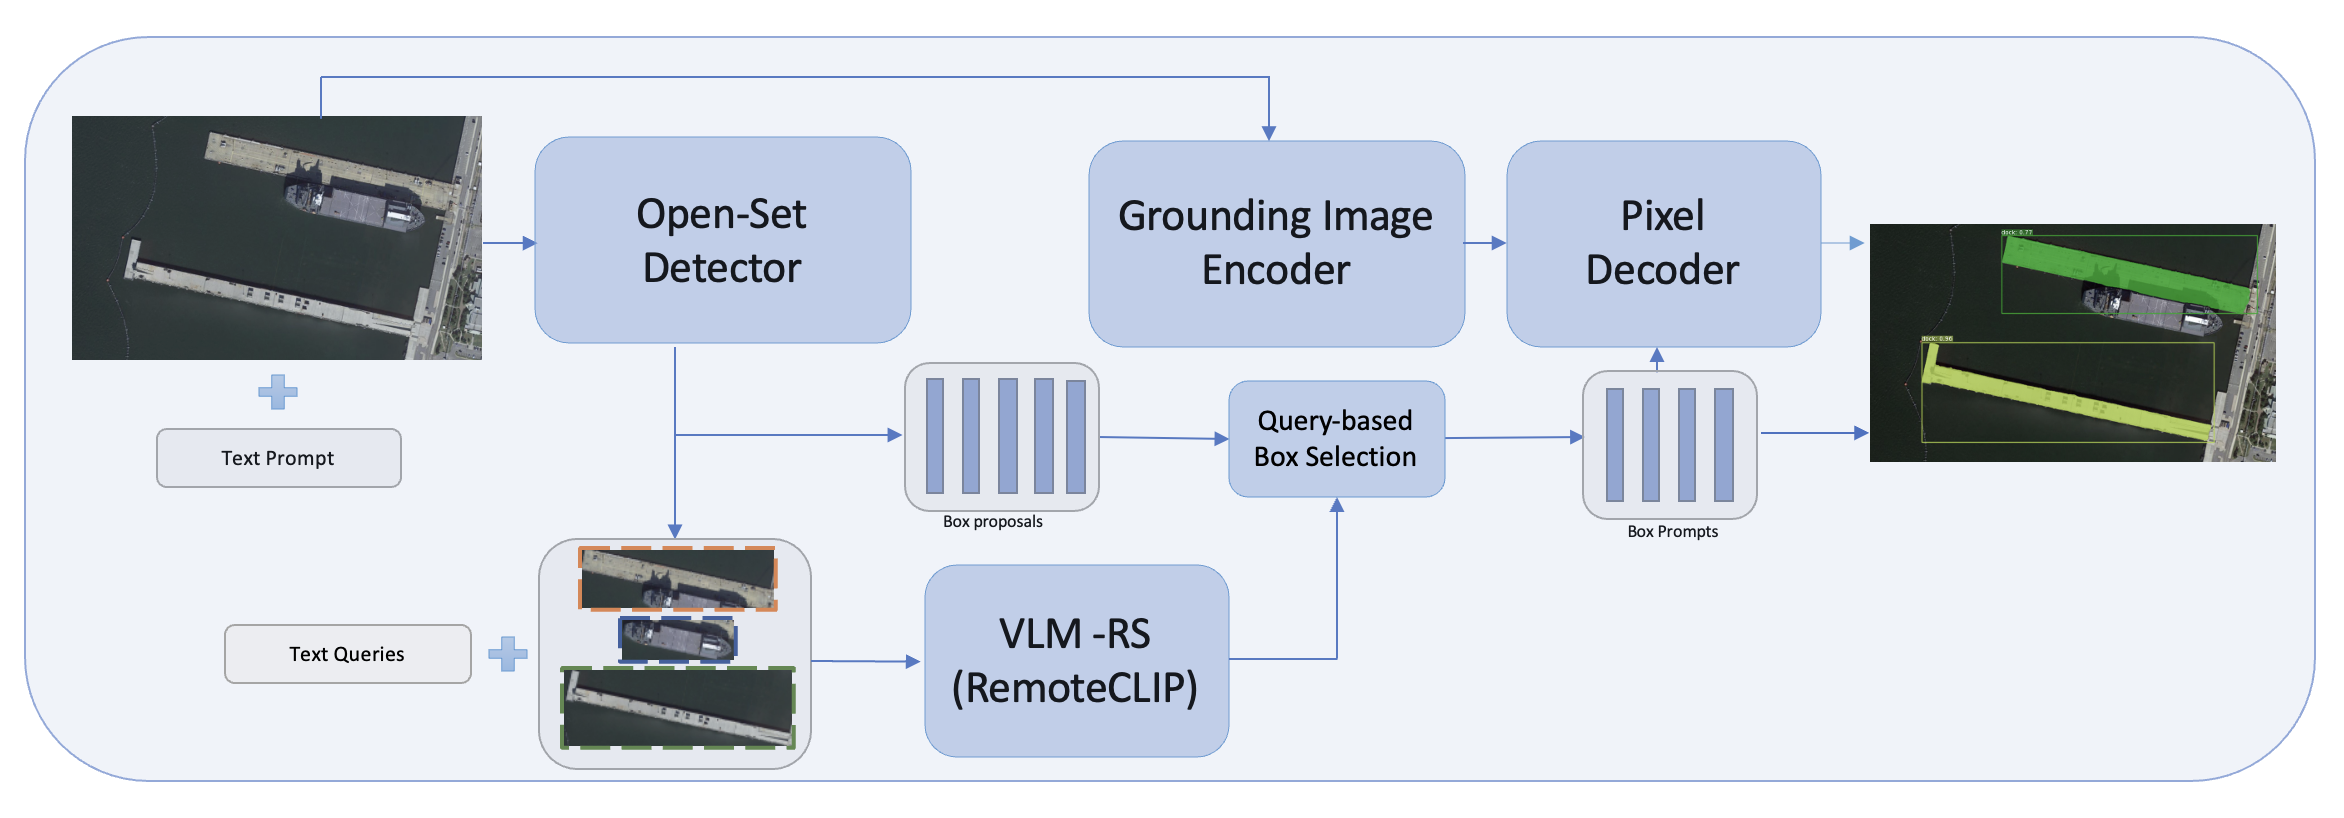 Open-Set
Detector
Grounding Image
Encoder
Pixel
Decoder
dock: 0.77
dock: 0.96
Text Prompt
Box proposals
Query-based
Box Selection
Box Prompts
Text Queries
VLM -RS
(RemoteCLIP)